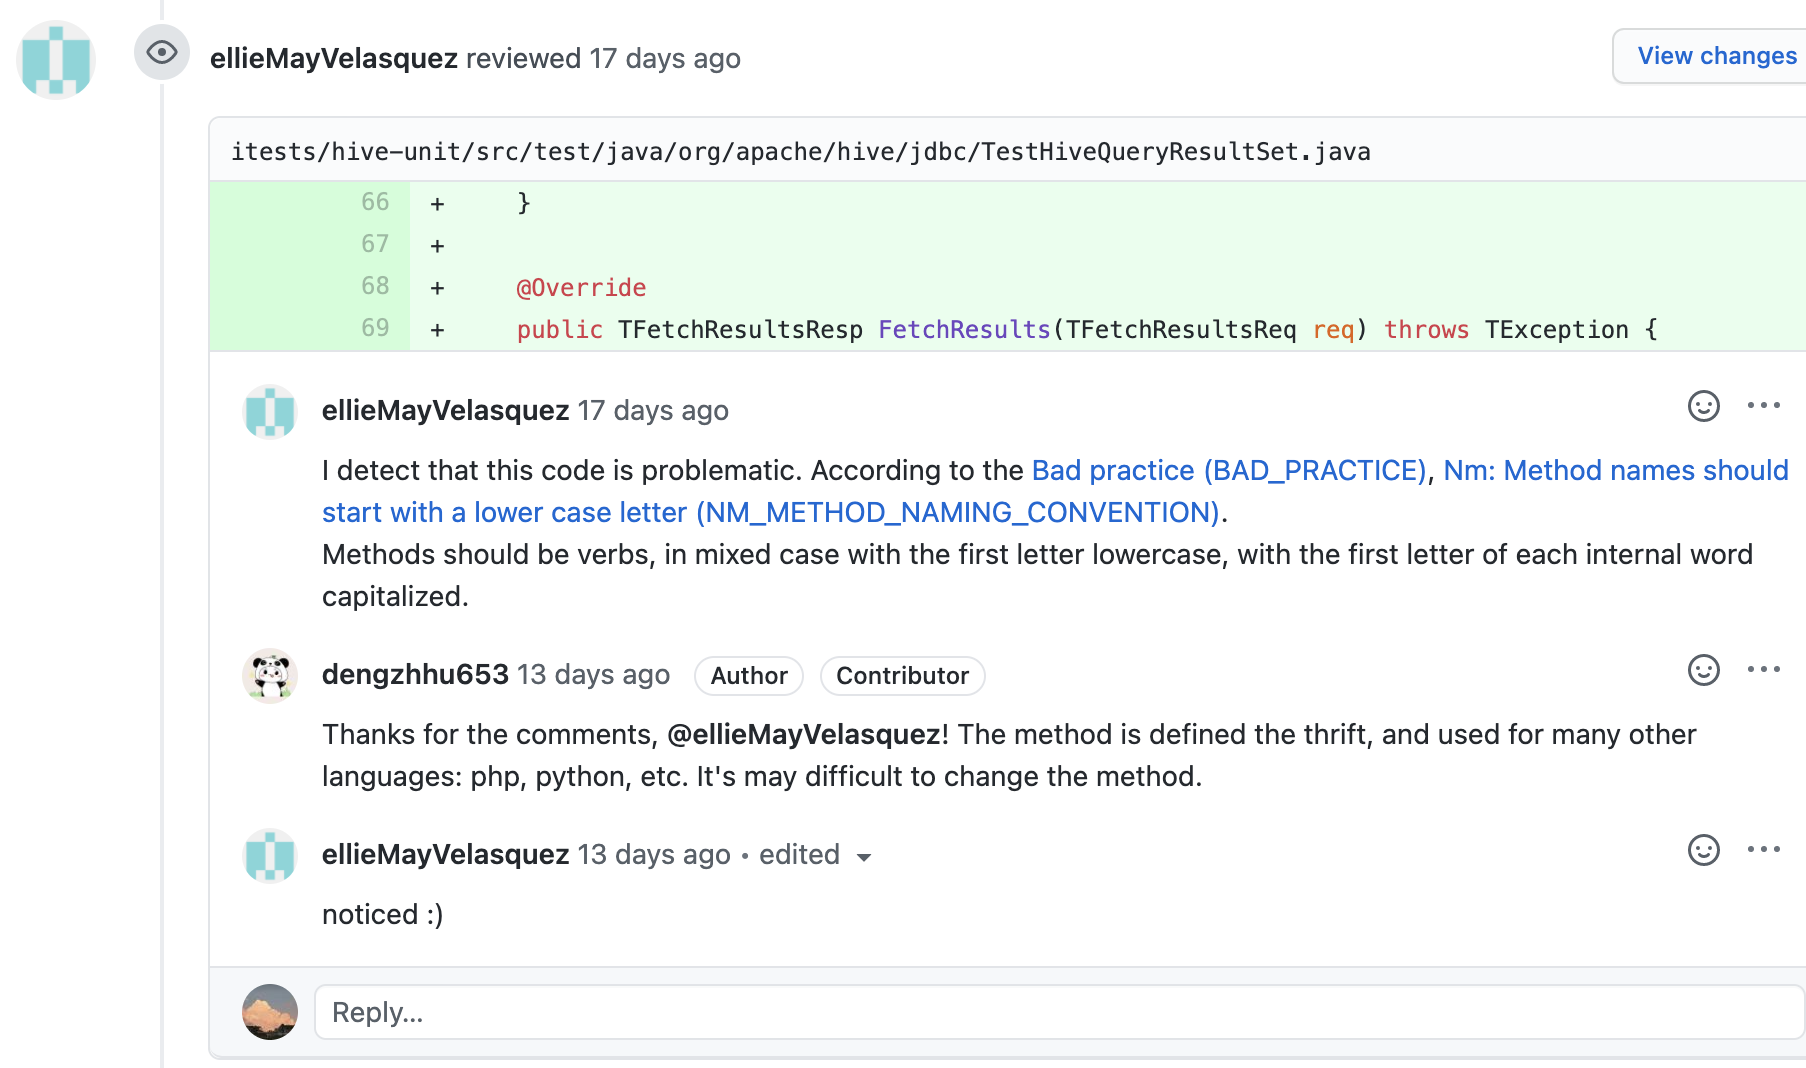 ellieMayVelasquez reviewed 17 days ago
View changes
itests/hive-unit/src/test/java/org/apache/hive/jdbc/TestHiveQueryResultSet.java
66 + }
67 +
68 + @Override
69 + public TFetchResultsResp FetchResults(TFetchResultsReq req) throws TException {
ellieMayVelasquez 17 days ago
I detect that this code is problematic. According to the Bad practice (BAD_PRACTICE), Nm: Method names should
start with a lower case letter (NM_METHOD_NAMING_CONVENTION).
Methods should be verbs, in mixed case with the first letter lowercase, with the first letter of each internal word
capitalized.
dengzhhu653 13 days ago Author Contributor
Thanks for the comments, @ellieMayVelasquez! The method is defined the thrift, and used for many other
languages: php, python, etc. It's may difficult to change the method.
ellieMayVelasquez 13 days ago • edited
noticed :)
Reply...